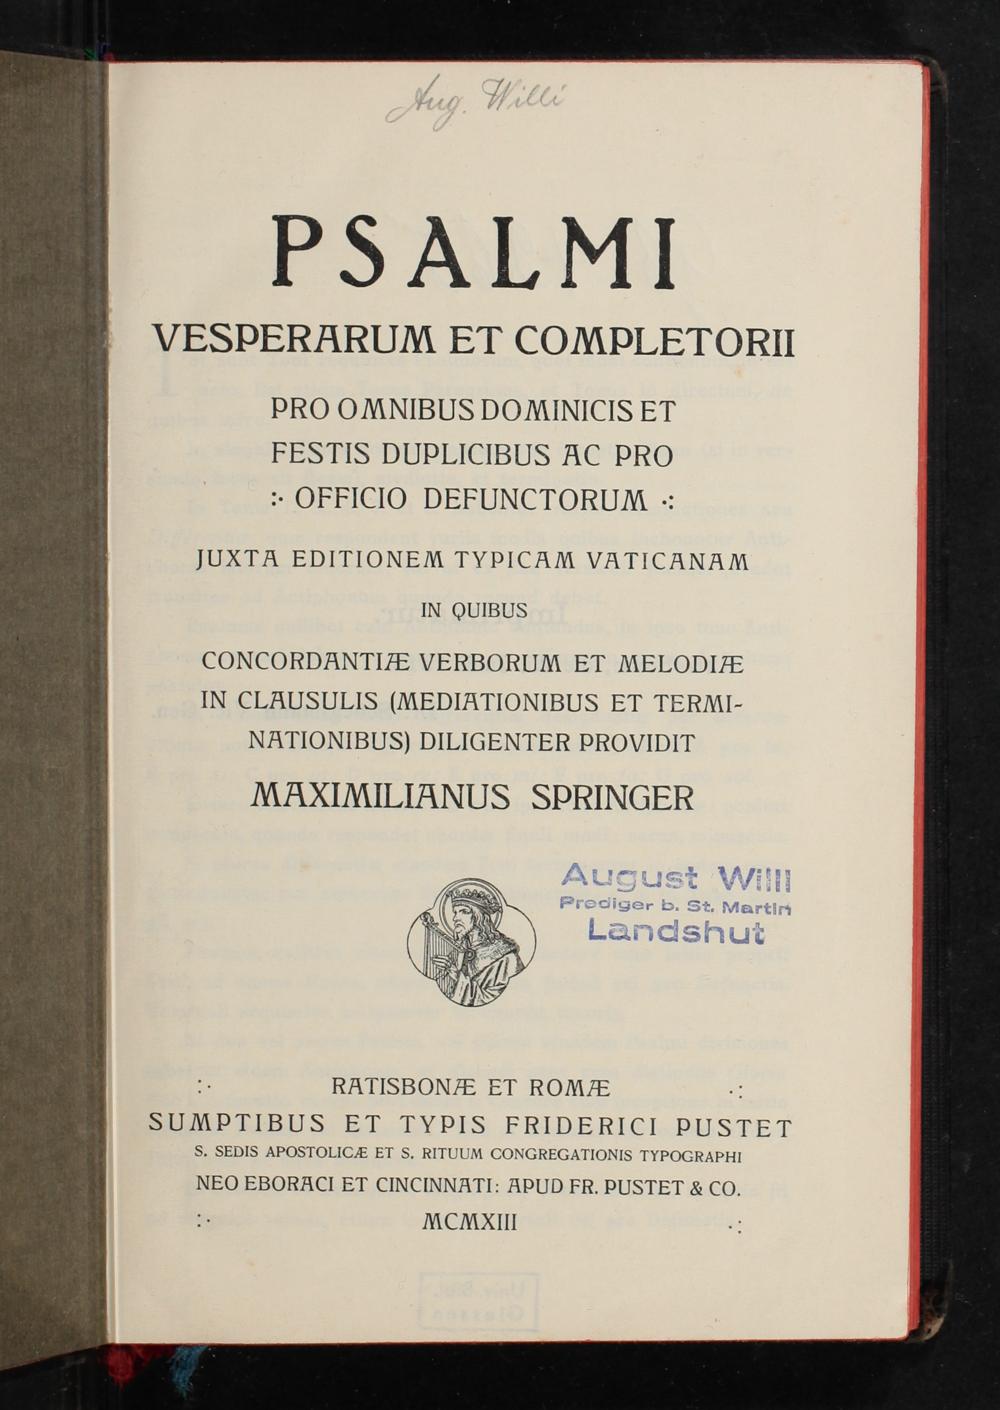 Aug. Willi
PSALMI
VESPERARUM ET COMPLETORII
PRO OMNIBUS DOMINICIS ET
FESTIS DUPLICIBUS AC PRO
:· OFFICIO DEFUNCTORUM ·:
JUXTA EDITIONEM TYPICAM VATICANAM
IN QUIBUS
CONCORDANTIÆ VERBORUM ET MELODIÆ
IN CLAUSULIS (MEDIATIONIBUS ET TERMI-
NATIONIBUS) DILIGENTER PROVIDIT
MAXIMILIANUS SPRINGER
August Willi
Prediger b. St. Martin
Landshut
:· RATISBONÆ ET ROMÆ ·:
SUMPTIBUS ET TYPIS FRIDERICI PUSTET
S. SEDIS APOSTOLICÆ ET S. RITUUM CONGREGATIONIS TYPOGRAPHI
NEO EBORACI ET CINCINNATI: APUD FR. PUSTET & CO.
:· MCMXIII ·: